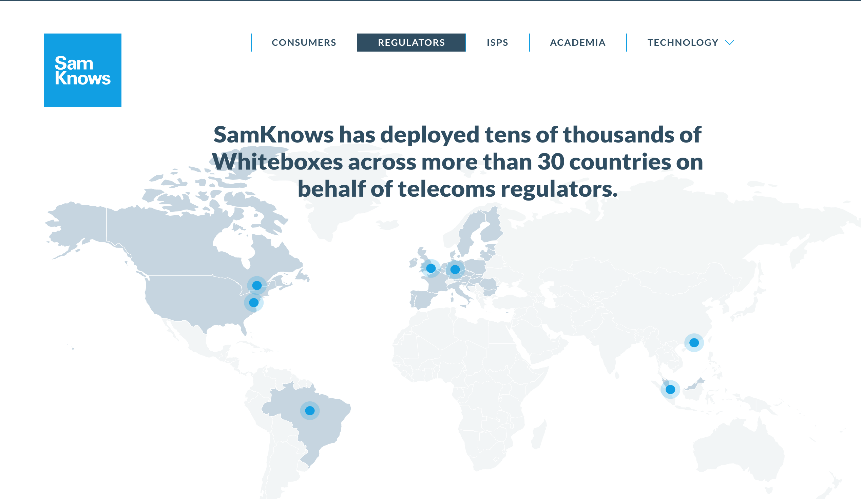 Sam
Knows
CONSUMERS
REGULATORS
ISPS
ACADEMIA
TECHNOLOGY
SamKnows has deployed tens of thousands of
Whiteboxes across more than 30 countries on
behalf of telecoms regulators.